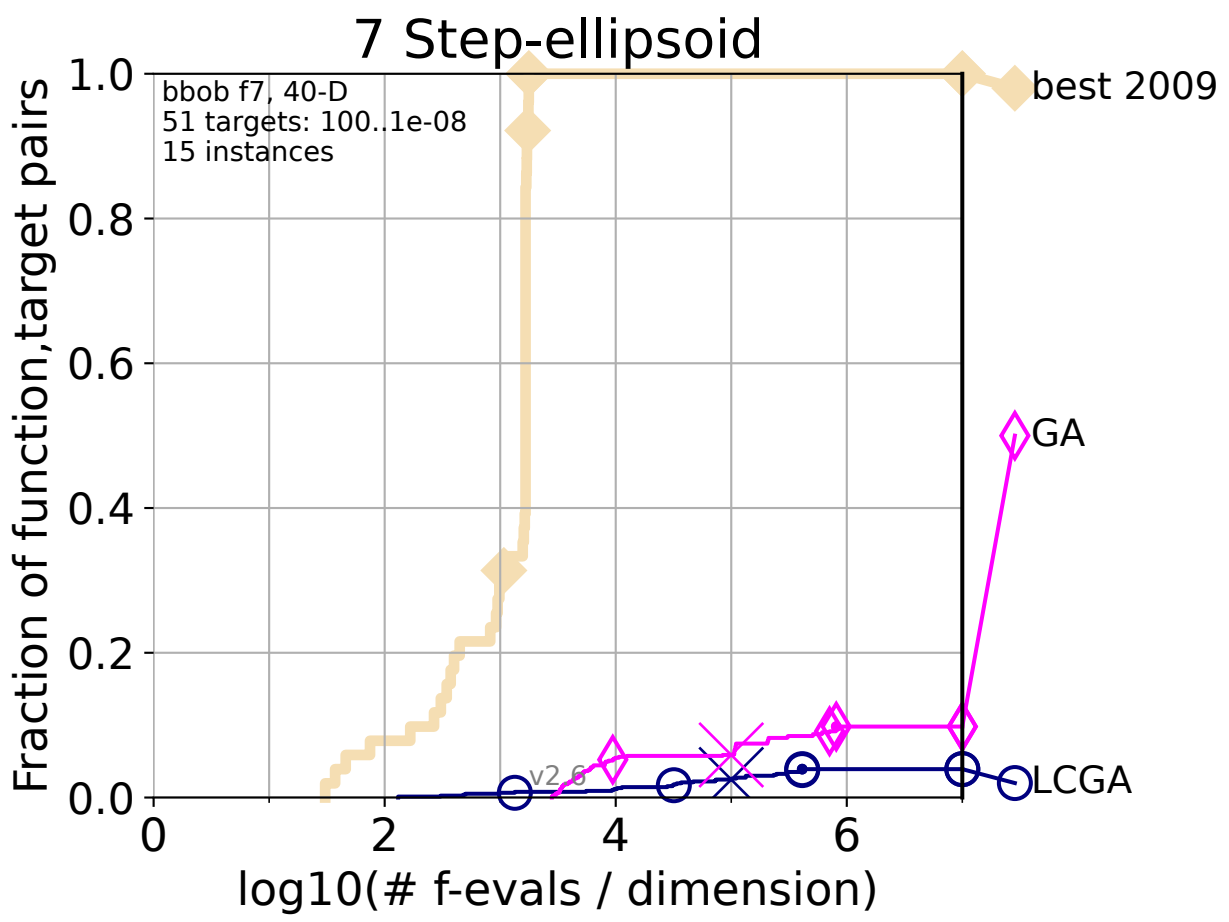 7 Step-ellipsoid
bbob f7, 40-D
51 targets: 100..1e-08
15 instances
Fraction of function,target pairs
1.0
0.8
0.6
0.4
0.2
0.0
best 2009
GA
LCGA
v2.6
0
2
4
6
log10(# f-evals / dimension)